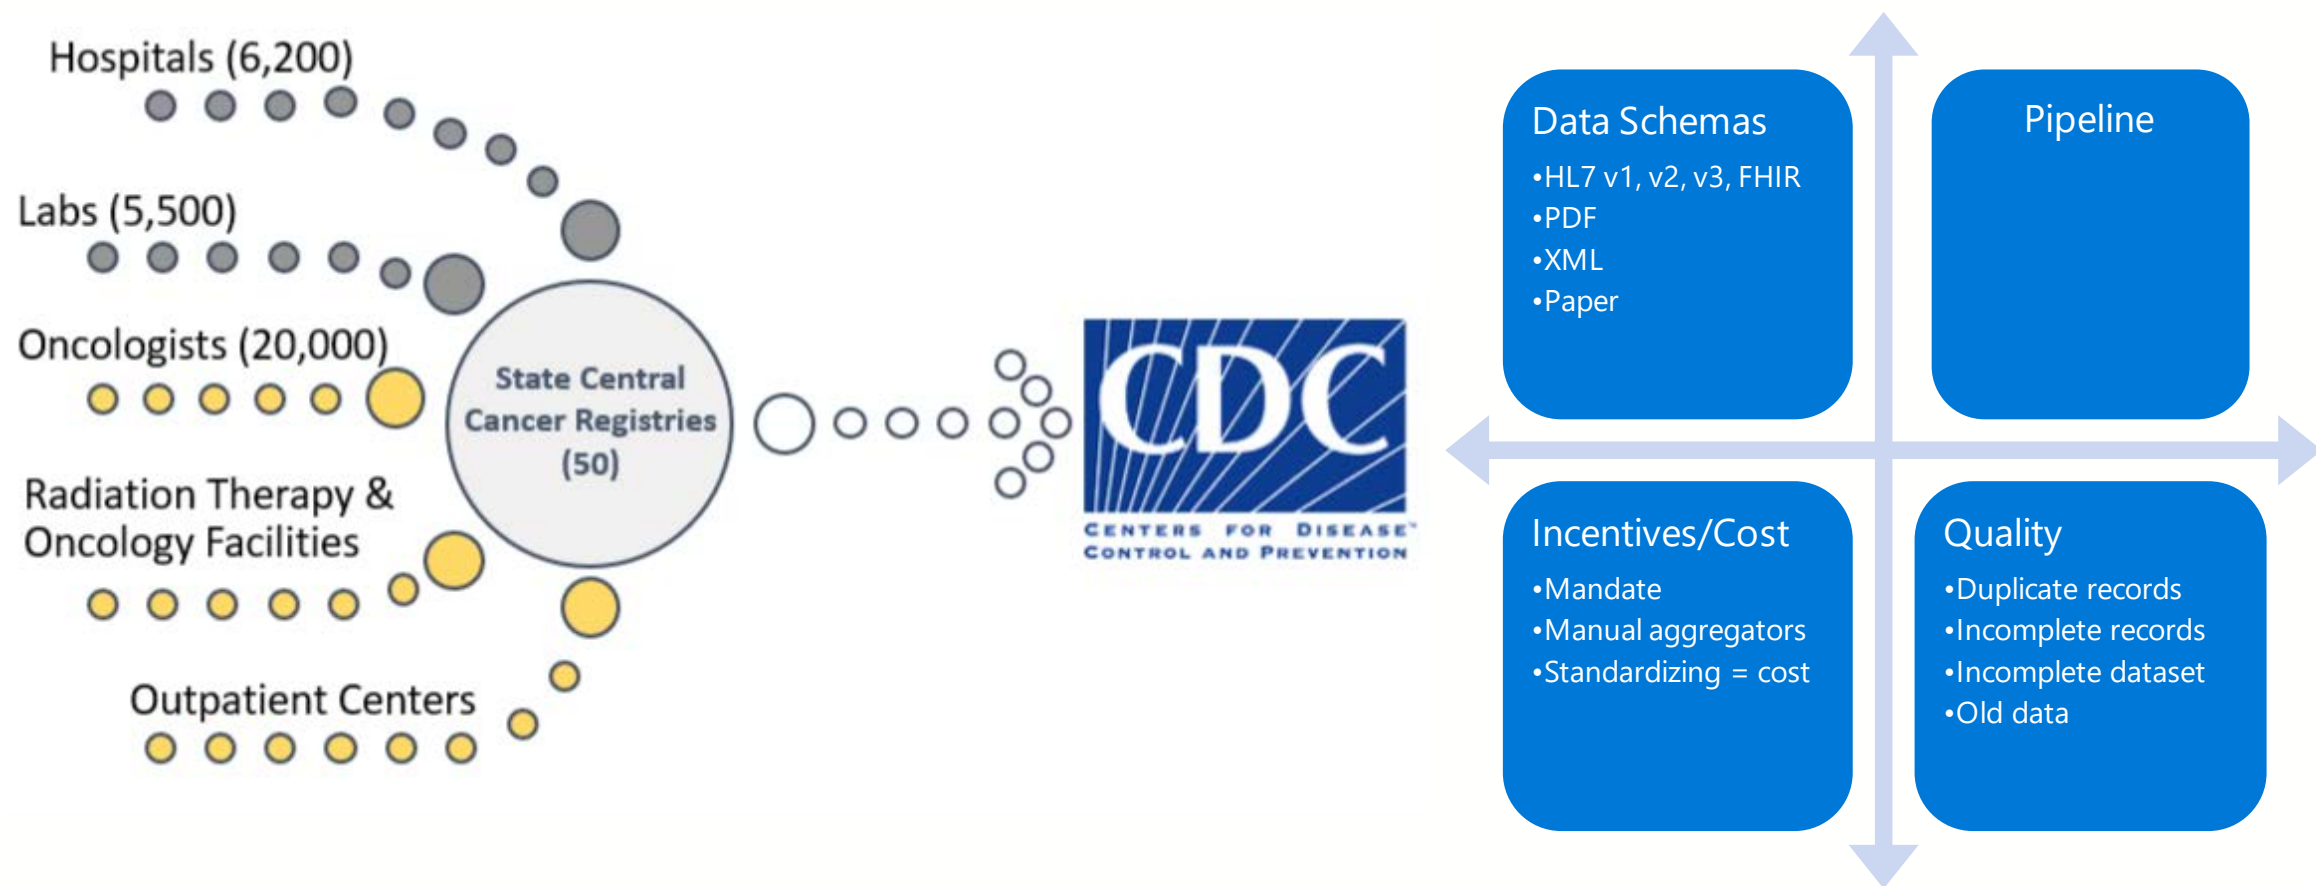 Hospitals (6,200)
Labs (5,500)
Oncologists (20,000)
Radiation Therapy &
Oncology Facilities
Outpatient Centers
State Central
Cancer Registries
(50)
CDC
CENTERS FOR DISEASE™
CONTROL AND PREVENTION
Data Schemas
•HL7 v1, v2, v3, FHIR
•PDF
•XML
•Paper
Pipeline
Incentives/Cost
•Mandate
•Manual aggregators
•Standardizing = cost
Quality
•Duplicate records
•Incomplete records
•Incomplete dataset
•Old data